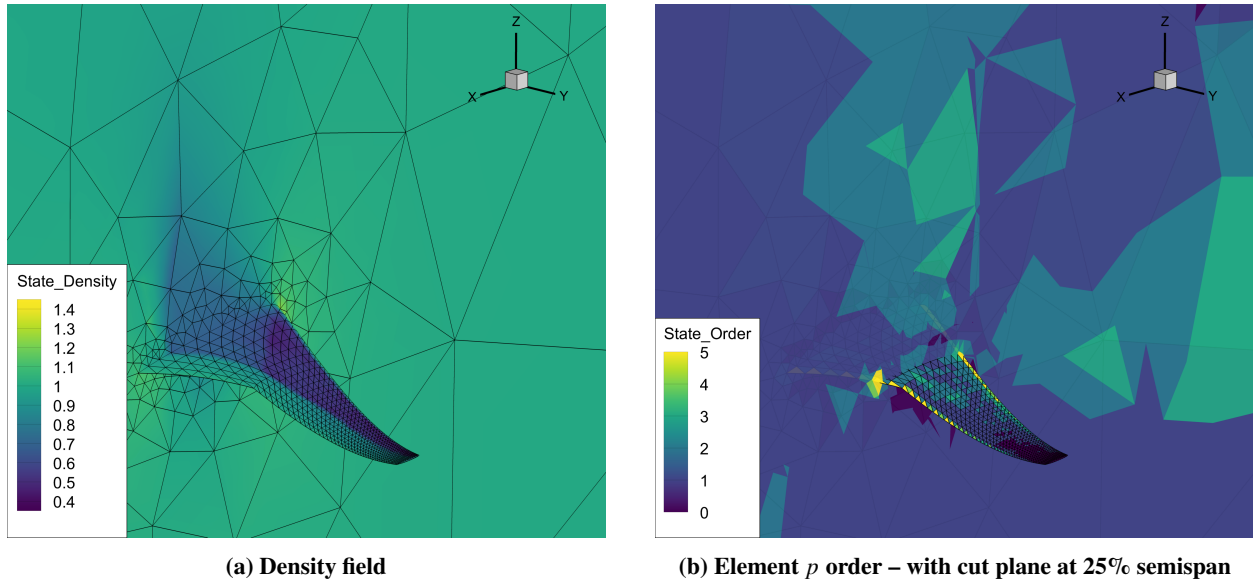 Z
X
Y
State_Density
1.4
1.3
1.2
1.1
1
0.9
0.8
0.7
0.6
0.5
0.4
(a) Density field
Z
X
Y
State_Order
5
4
3
2
1
0
(b) Element p order – with cut plane at 25% semispan